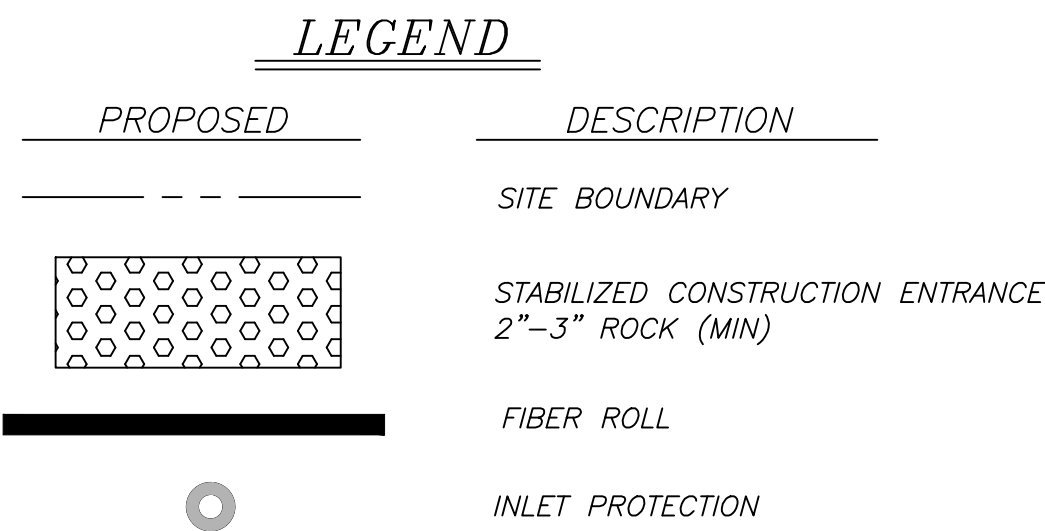 LEGEND
PROPOSED DESCRIPTION
SITE BOUNDARY
STABILIZED CONSTRUCTION ENTRANCE
2”–3” ROCK (MIN)
FIBER ROLL
INLET PROTECTION